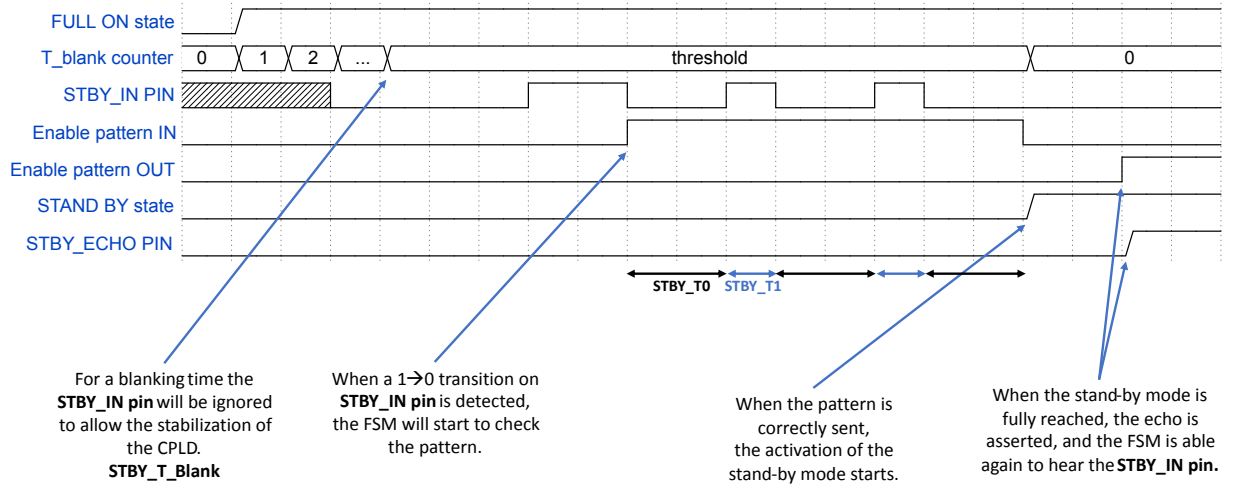 FULL ON state
T_blank counter 0 1 2 ... threshold 0
STBY_IN PIN
Enable pattern IN
Enable pattern OUT
STAND BY state
STBY_ECHO PIN
STBY_T0 STBY_T1
For a blanking time the
STBY_IN pin will be ignored
to allow the stabilization of
the CPLD.
STBY_T_Blank
When a 1→0 transition on
STBY_IN pin is detected,
the FSM will start to check
the pattern.
When the pattern is
correctly sent,
the activation of the
stand-by mode starts.
When the stand-by mode is
fully reached, the echo is
asserted, and the FSM is able
again to hear the STBY_IN pin.